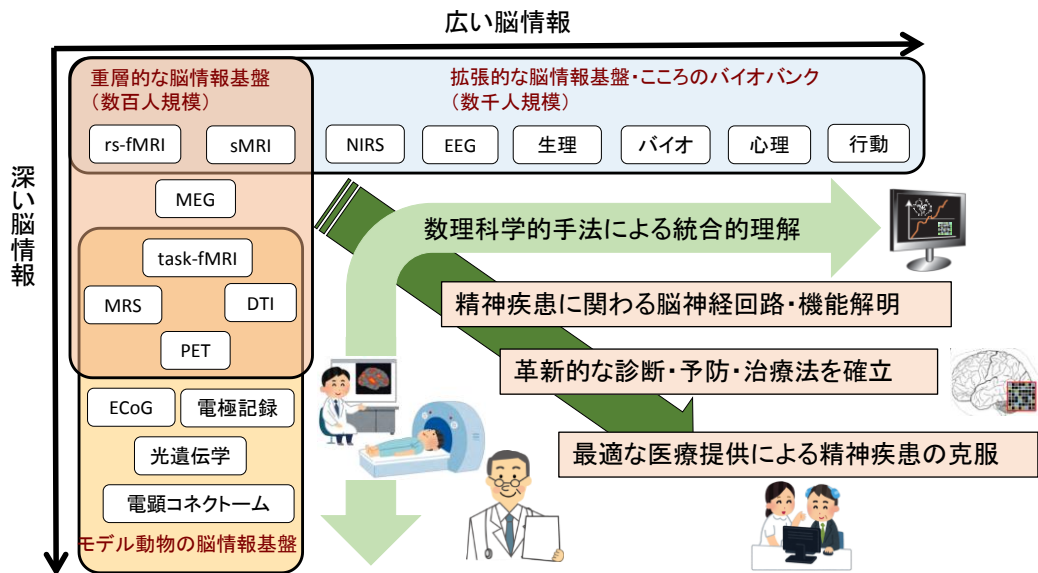 広い脳情報
深い脳情報
重層的な脳情報基盤
（数百人規模）
拡張的な脳情報基盤・こころのバイオバンク
（数千人規模）
rs-fMRI
sMRI
NIRS
EEG
生理
バイオ
心理
行動
MEG
task-fMRI
MRS
DTI
PET
ECoG
電極記録
光遺伝学
電顕コネクトーム
モデル動物の脳情報基盤
数理科学的手法による統合的理解
精神疾患に関わる脳神経回路・機能解明
革新的な診断・予防・治療法を確立
最適な医療提供による精神疾患の克服